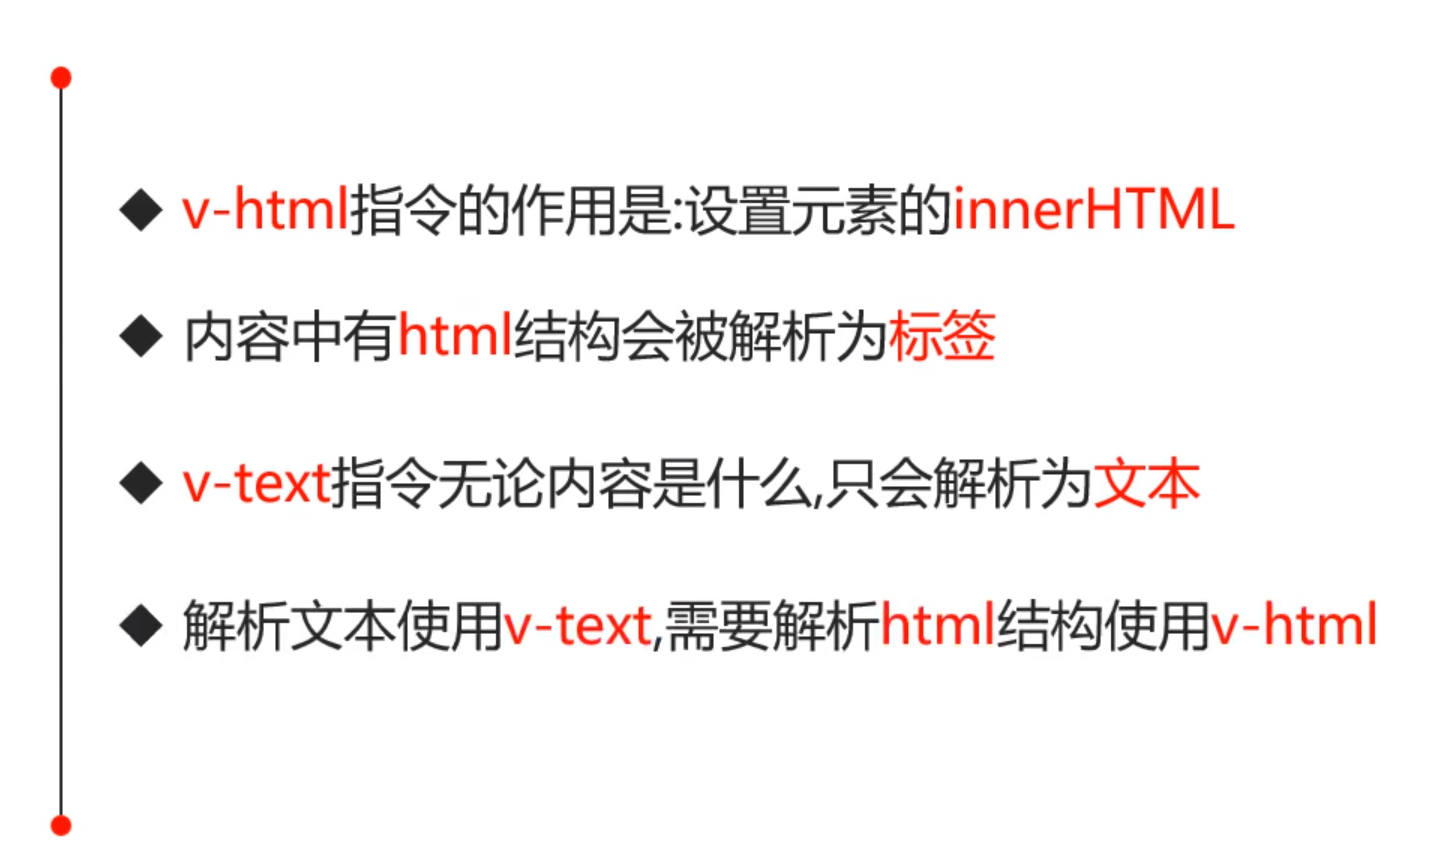 v-html指令的作用是:设置元素的innerHTML
内容中有html结构会被解析为标签
v-text指令无论内容是什么,只会解析为文本
解析文本使用v-text,需要解析html结构使用v-html